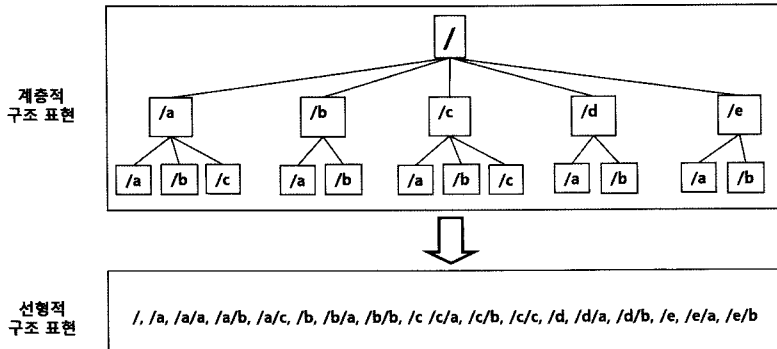 /
계층적
구조 표현
/a /b /c /d /e
/a /b /c /a /b /a /b /c /a /b /a /b
선형적
구조 표현
/, /a, /a/a, /a/b, /a/c, /b, /b/a, /b/b, /c /c/a, /c/b, /c/c, /d, /d/a, /d/b, /e, /e/a, /e/b